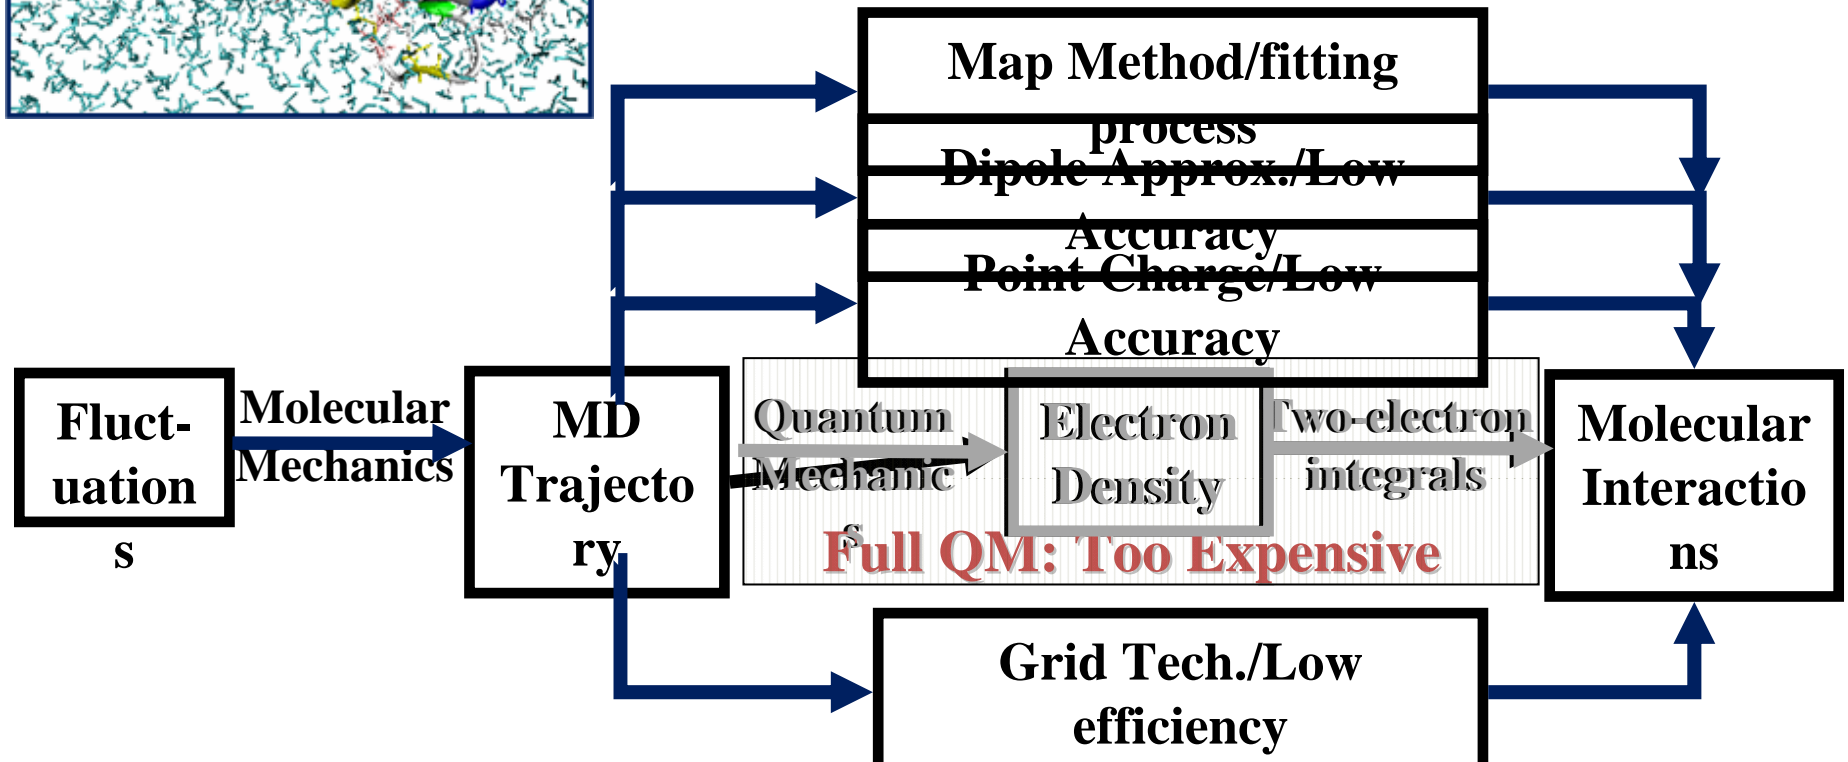 Map Method/fitting
process
Dipole Approx./Low
Accuracy
Point Charge/Low
Accuracy
Fluct-
uation
s
Molecular
Mechanics
MD
Trajecto
ry
Quantum
Mechanic
s
Electron
Density
Two-electron
integrals
Full QM: Too Expensive
Molecular
Interactio
ns
Grid Tech./Low
efficiency